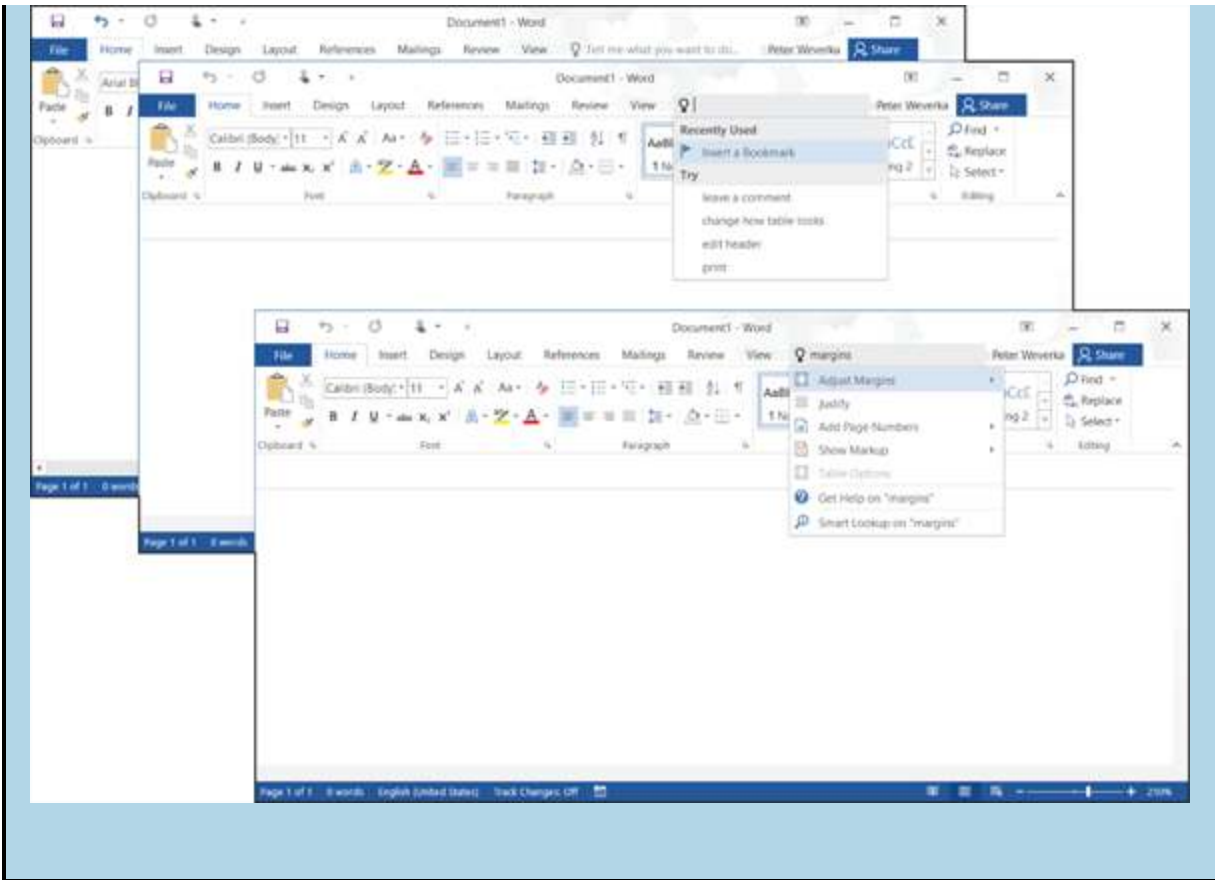 Document1 - Word
File Home Insert Design Layout References Mailings Review View Tell me what you want to do... Peter Weverka Share
Paste
B I
Clipboard
Page 1 of 1 0 words
Document1 - Word
File Home Insert Design Layout References Mailings Review View Peter Weverka Share
Paste
Calibri (Body) 11 A A Aa
B I U abc x, x' A
Clipboard Font Paragraph Editing
Find
Replace
Select
Recently Used
Insert a Bookmark
Try
leave a comment
change how table looks
edit header
print
Page 1 of 1 0 words
Document1 - Word
File Home Insert Design Layout References Mailings Review View margins Peter Weverka Share
Paste
Calibri (Body) 11 A A Aa
B I U abc x, x' A
Clipboard Font Paragraph Editing
Find
Replace
Select
Adjust Margins
Justify
Add Page Numbers
Show Markup
Table Options
Get Help on "margins"
Smart Lookup on "margins"
Page 1 of 1 0 words English (United States) Track Changes: Off 210%